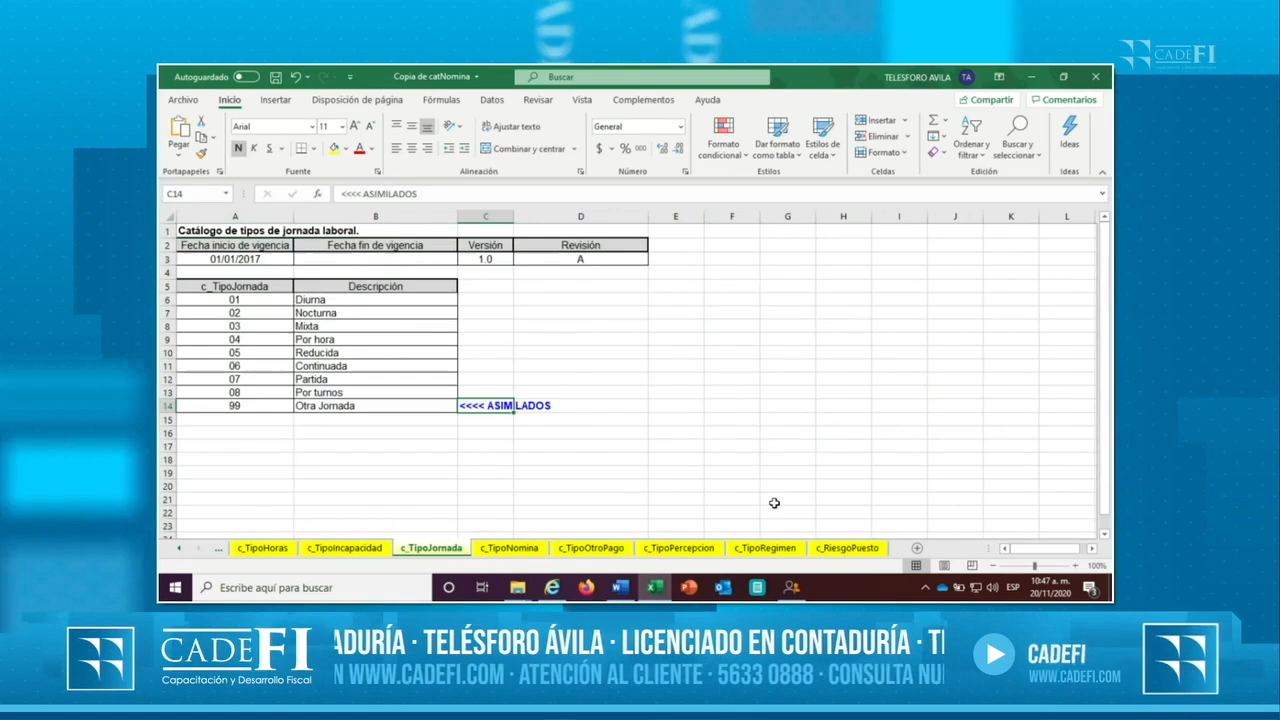 CADEFI
Capacitación y Desarrollo Fiscal
Autoguardado
Copia de catNomina
Buscar
TELESFORO AVILA
TA
Archivo
Inicio
Insertar
Disposición de página
Fórmulas
Datos
Revisar
Vista
Complementos
Ayuda
Compartir
Comentarios
Pegar
Arial
11
N K S
Ajustar texto
Combinar y centrar
General
$ % 000
Formato condicional
Dar formato como tabla
Estilos de celda
Insertar
Eliminar
Formato
Ordenar y filtrar
Buscar y seleccionar
Ideas
Portapapeles
Fuente
Alineación
Número
Estilos
Celdas
Edición
Ideas
C14
fx
<<<< ASIMILADOS
A B C D E F G H I J K L
1 Catálogo de tipos de jornada laboral.
2 Fecha inicio de vigencia Fecha fin de vigencia Versión Revisión
3 01/01/2017 1.0 A
4
5 c_TipoJornada Descripción
6 01 Diurna
7 02 Nocturna
8 03 Mixta
9 04 Por hora
10 05 Reducida
11 06 Continuada
12 07 Partida
13 08 Por turnos
14 99 Otra Jornada <<<< ASIMILADOS
15
16
17
18
19
20
21
22
23
... c_TipoHoras c_TipoIncapacidad c_TipoJornada c_TipoNomina c_TipoOtroPago c_TipoPercepcion c_TipoRegimen c_RiesgoPuesto
100%
Escribe aquí para buscar
ESP
10:47 a. m.
20/11/2020
3
CADEFI
Capacitación y Desarrollo Fiscal
ADURÍA · TELÉSFORO ÁVILA · LICENCIADO EN CONTADURÍA · T
N WWW.CADEFI.COM · ATENCIÓN AL CLIENTE · 5633 0888 · CONSULTA NU
CADEFI
WWW.CADEFI.COM